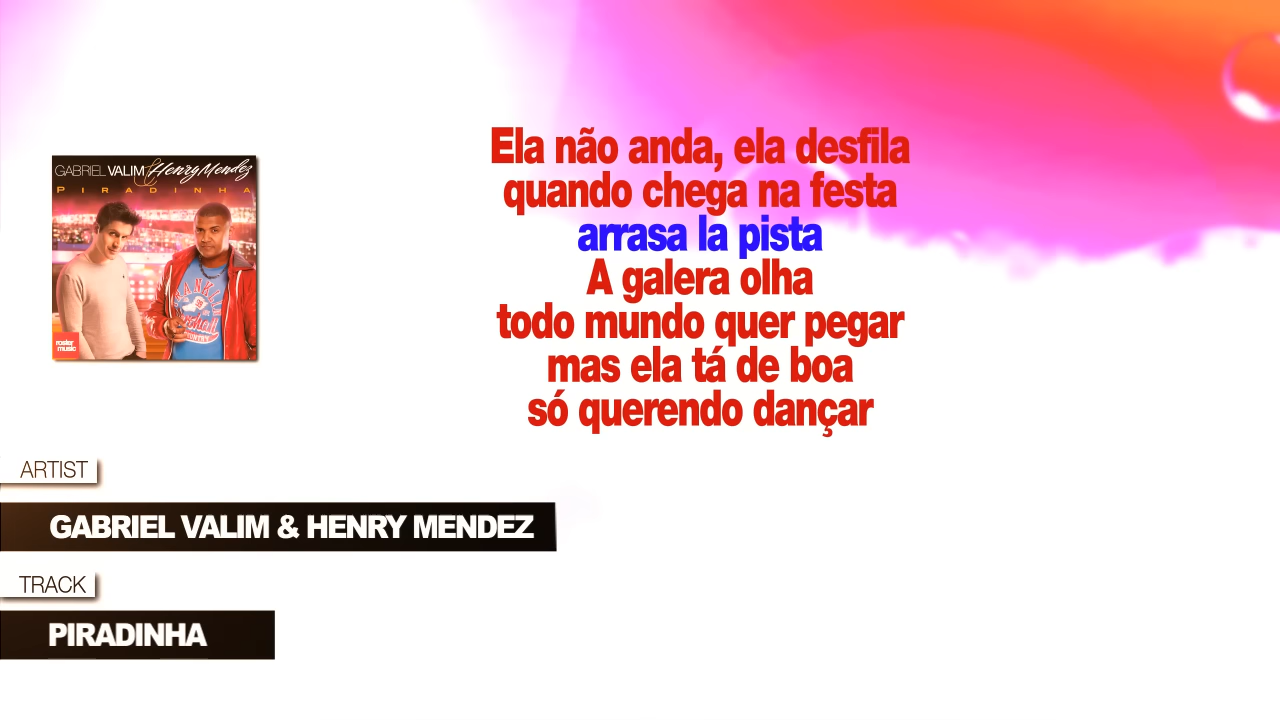 GABRIEL VALIM & Henry Mendez
PIRADINHA
roster
music
Ela não anda, ela desfila
quando chega na festa
arrasa la pista
A galera olha
todo mundo quer pegar
mas ela tá de boa
só querendo dançar
ARTIST
GABRIEL VALIM & HENRY MENDEZ
TRACK
PIRADINHA